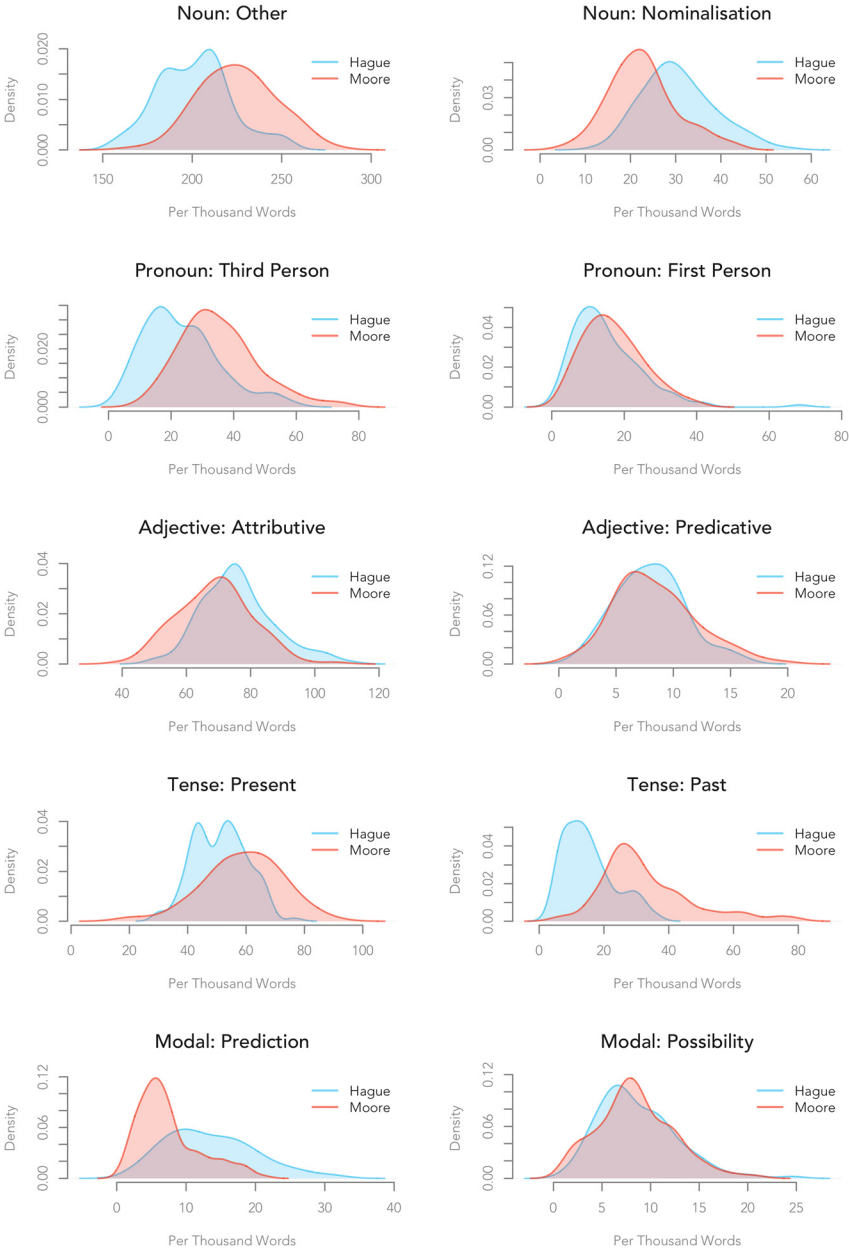 Noun: Other
Density
0.000 0.010 0.020
Hague
Moore
150 200 250 300
Per Thousand Words
Noun: Nominalisation
Density
0.00 0.03
Hague
Moore
0 10 20 30 40 50 60
Per Thousand Words
Pronoun: Third Person
Density
0.000 0.020
Hague
Moore
0 20 40 60 80
Per Thousand Words
Pronoun: First Person
Density
0.00 0.02 0.04
Hague
Moore
0 20 40 60 80
Per Thousand Words
Adjective: Attributive
Density
0.00 0.02 0.04
Hague
Moore
40 60 80 100 120
Per Thousand Words
Adjective: Predicative
Density
0.00 0.06 0.12
Hague
Moore
0 5 10 15 20
Per Thousand Words
Tense: Present
Density
0.00 0.02 0.04
Hague
Moore
0 20 40 60 80 100
Per Thousand Words
Tense: Past
Density
0.00 0.02 0.04
Hague
Moore
0 20 40 60 80
Per Thousand Words
Modal: Prediction
Density
0.00 0.06 0.12
Hague
Moore
0 10 20 30 40
Per Thousand Words
Modal: Possibility
Density
0.00 0.06 0.12
Hague
Moore
0 5 10 15 20 25
Per Thousand Words